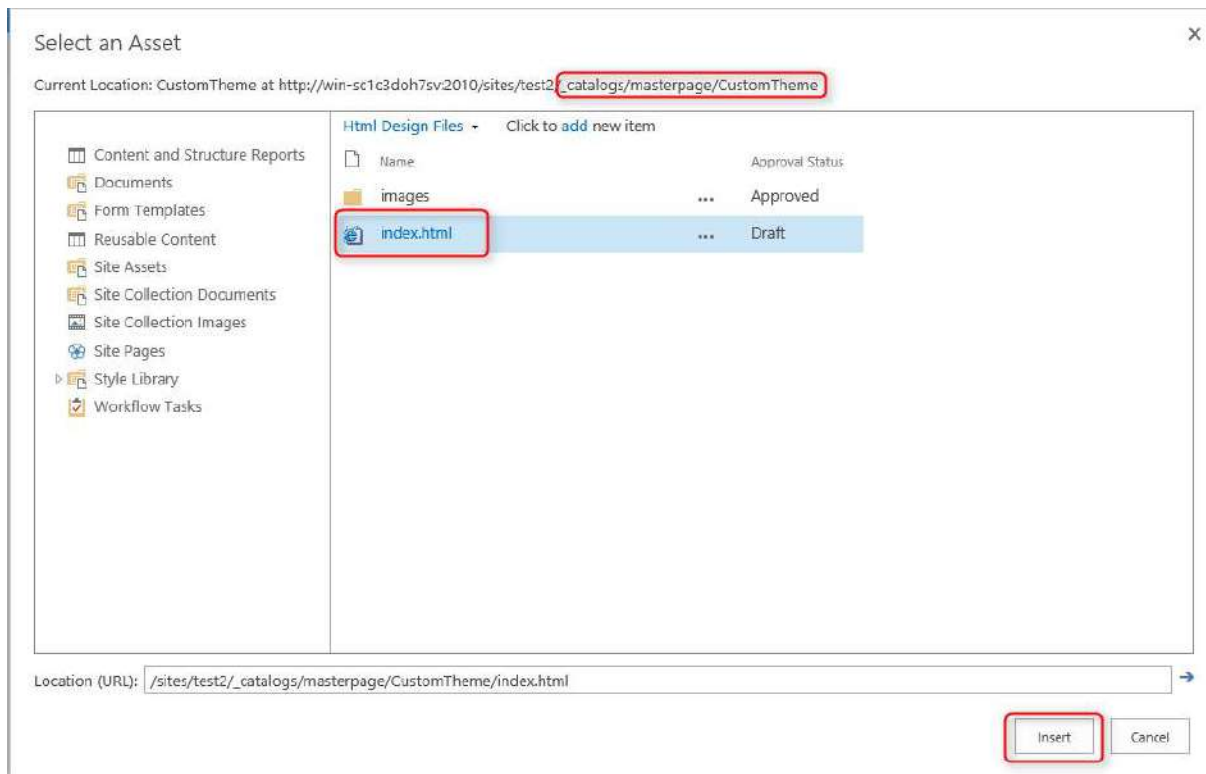 Select an Asset
Current Location: CustomTheme at http://win-sc1c3doh7sv:2010/sites/test2/_catalogs/masterpage/CustomTheme
Content and Structure Reports
Documents
Form Templates
Reusable Content
Site Assets
Site Collection Documents
Site Collection Images
Site Pages
Style Library
Workflow Tasks
Html Design Files Click to add new item
Name Approval Status
images ... Approved
index.html ... Draft
Location (URL): /sites/test2/_catalogs/masterpage/CustomTheme/index.html
Insert Cancel